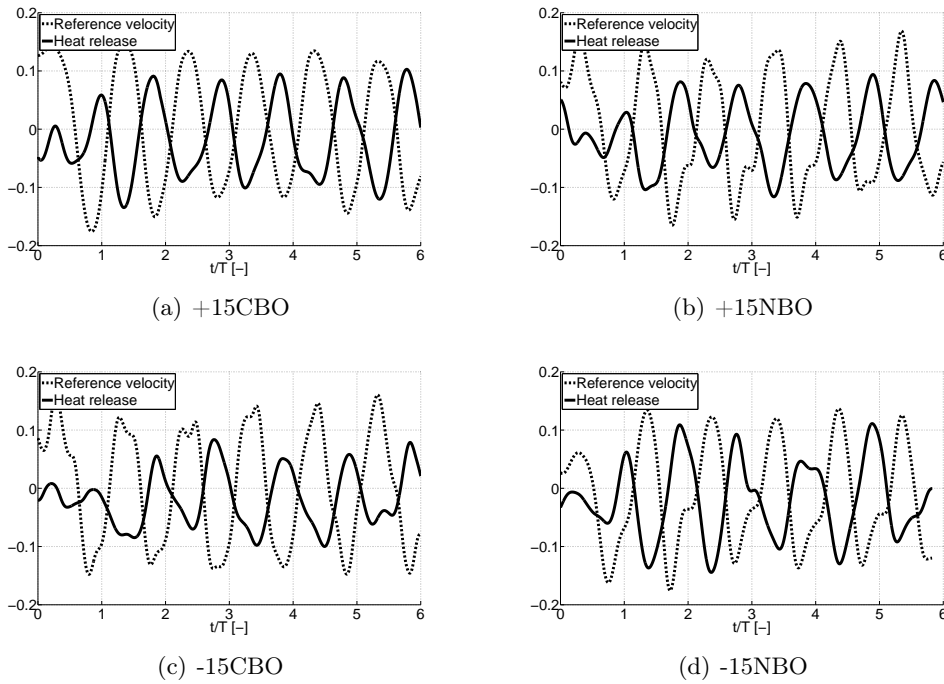 0.2
0.1
0
−0.1
−0.2
Reference velocity
Heat release
0 1 2 3 4 5 6
t/T [−]
(a) +15CBO
0.2
0.1
0
−0.1
−0.2
Reference velocity
Heat release
0 1 2 3 4 5 6
t/T [−]
(b) +15NBO
0.2
0.1
0
−0.1
−0.2
Reference velocity
Heat release
0 1 2 3 4 5 6
t/T [−]
(c) -15CBO
0.2
0.1
0
−0.1
−0.2
Reference velocity
Heat release
0 1 2 3 4 5 6
t/T [−]
(d) -15NBO